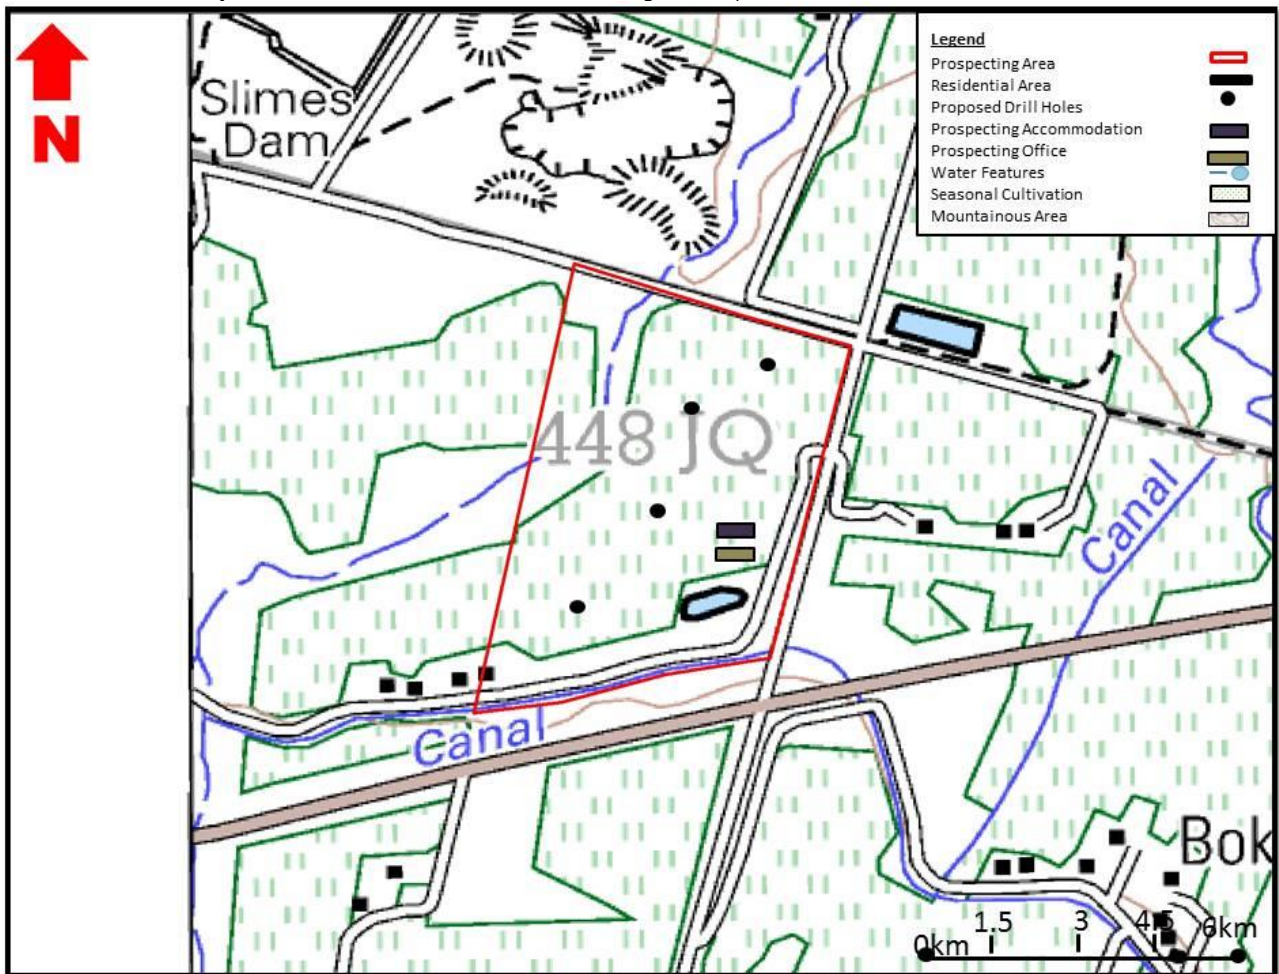 N
Slimes
Dam
Legend
Prospecting Area
Residential Area
Proposed Drill Holes
Prospecting Accommodation
Prospecting Office
Water Features
Seasonal Cultivation
Mountainous Area
448 JQ
Canal
Canal
Bok
0km 1.5 3 4.5 6km